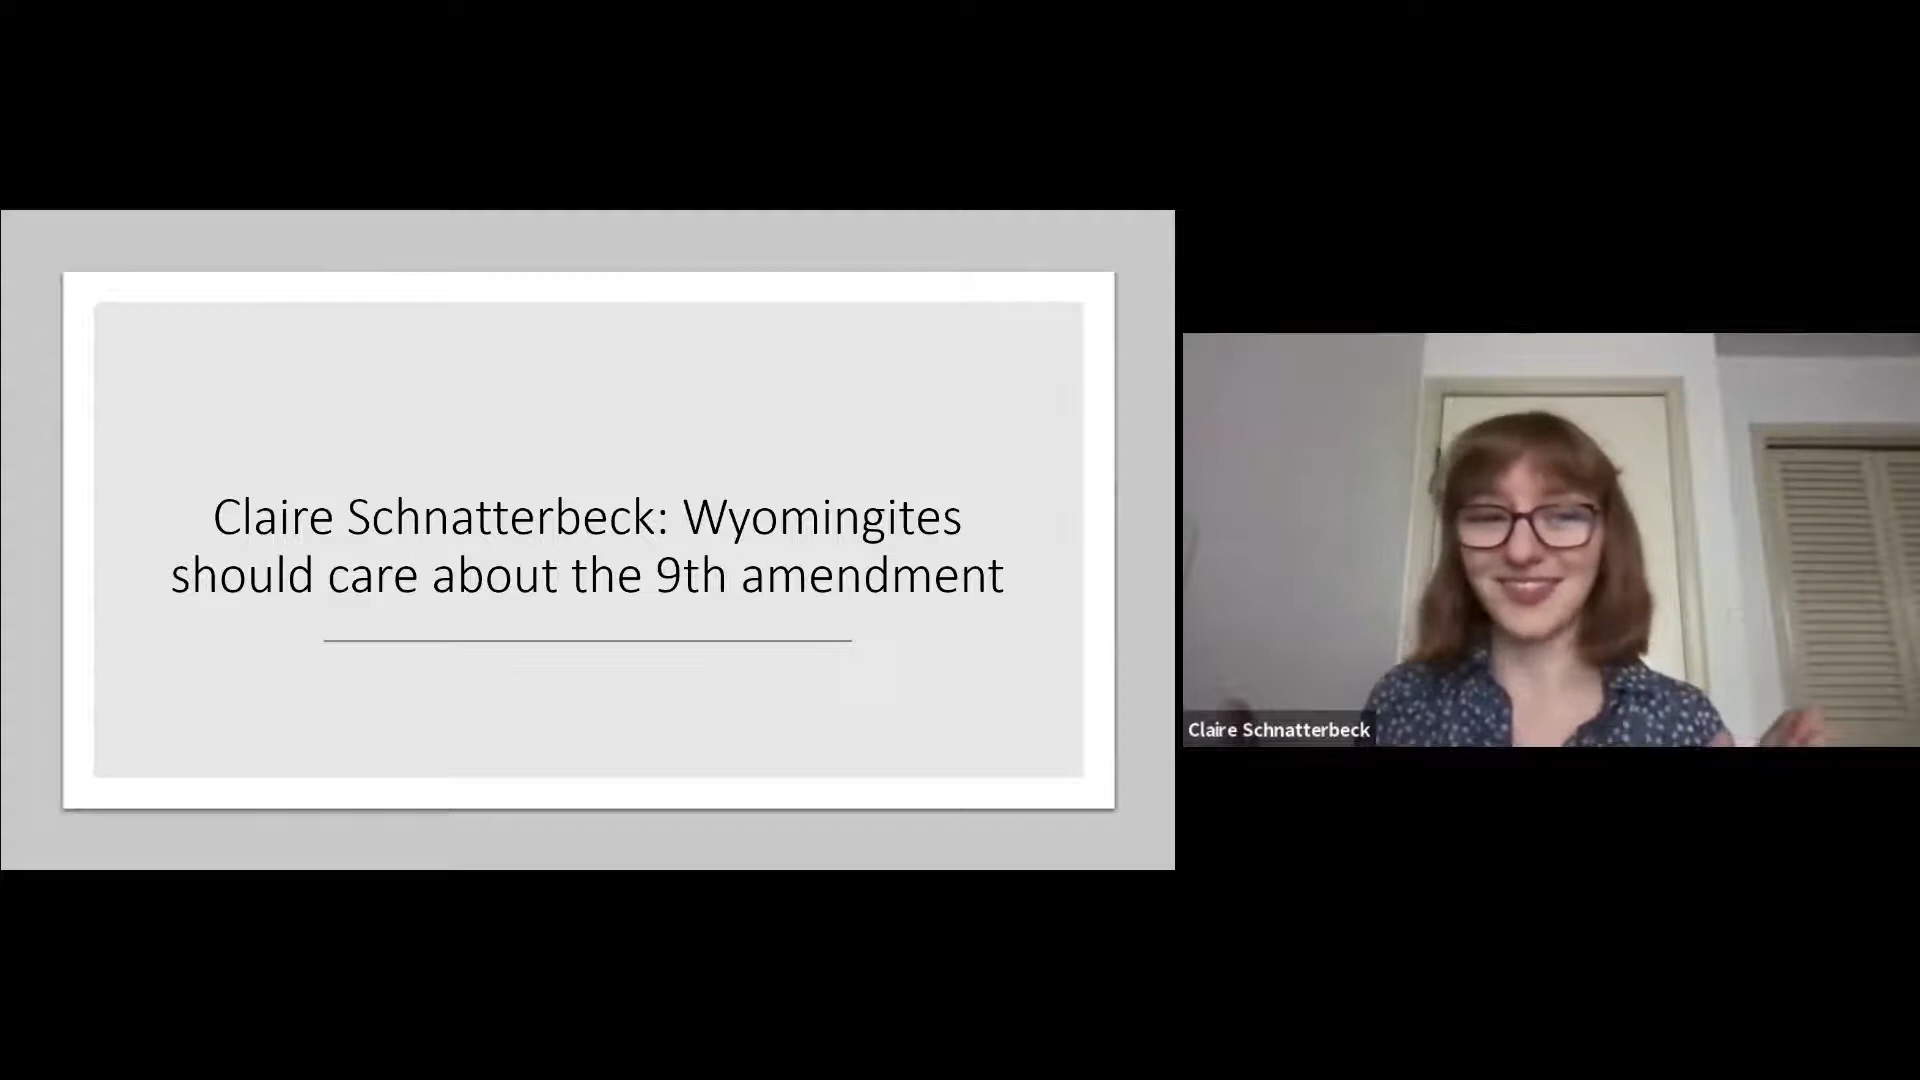 Claire Schnatterbeck: Wyomingites
should care about the 9th amendment
Claire Schnatterbeck